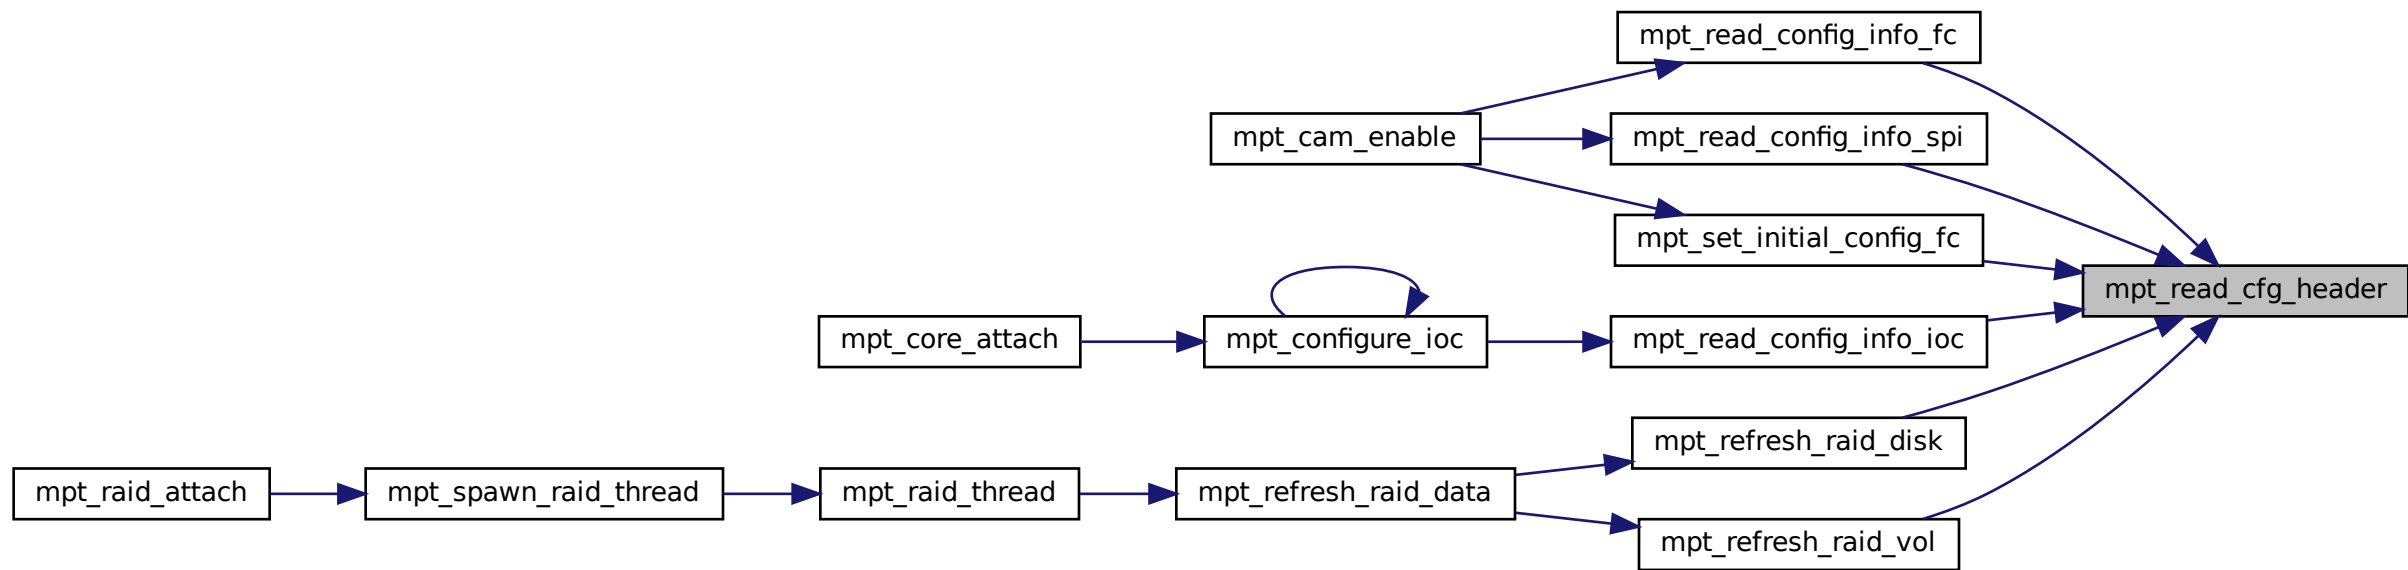 mpt_read_config_info_fc
mpt_cam_enable
mpt_read_config_info_spi
mpt_set_initial_config_fc
mpt_read_cfg_header
mpt_core_attach
mpt_configure_ioc
mpt_read_config_info_ioc
mpt_refresh_raid_disk
mpt_raid_attach
mpt_spawn_raid_thread
mpt_raid_thread
mpt_refresh_raid_data
mpt_refresh_raid_vol